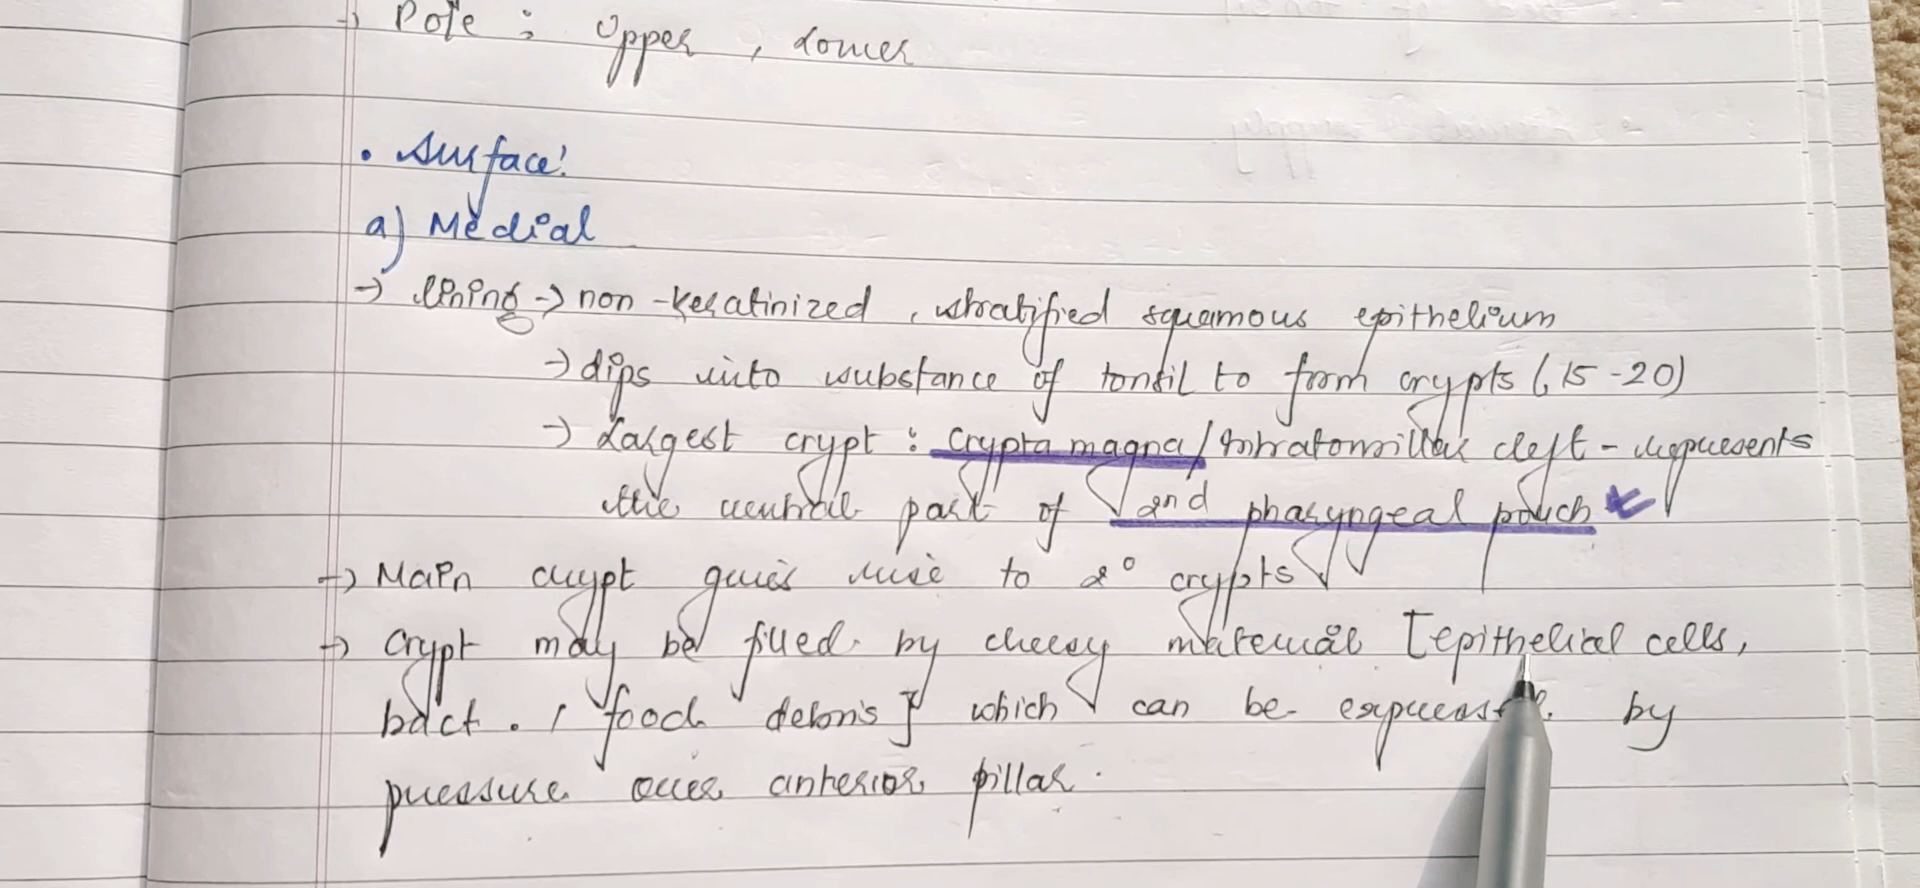 → Pole : Upper , Lower
• Surface:
a) Medial
→ lining → non-keratinized , stratified squamous epithelium
→ dips into substance of tonsil to from crypts (15-20)
→ Largest crypt : Crypta magna/Intratonsillar cleft - represents
the ventral part of 2nd pharyngeal pouch
→ Main crypt gives rise to 2° crypts
→ Crypt may be filled by cheesy material [epithelial cells,
bact. , food debris] which can be expressed by
pressure over anterior pillar.